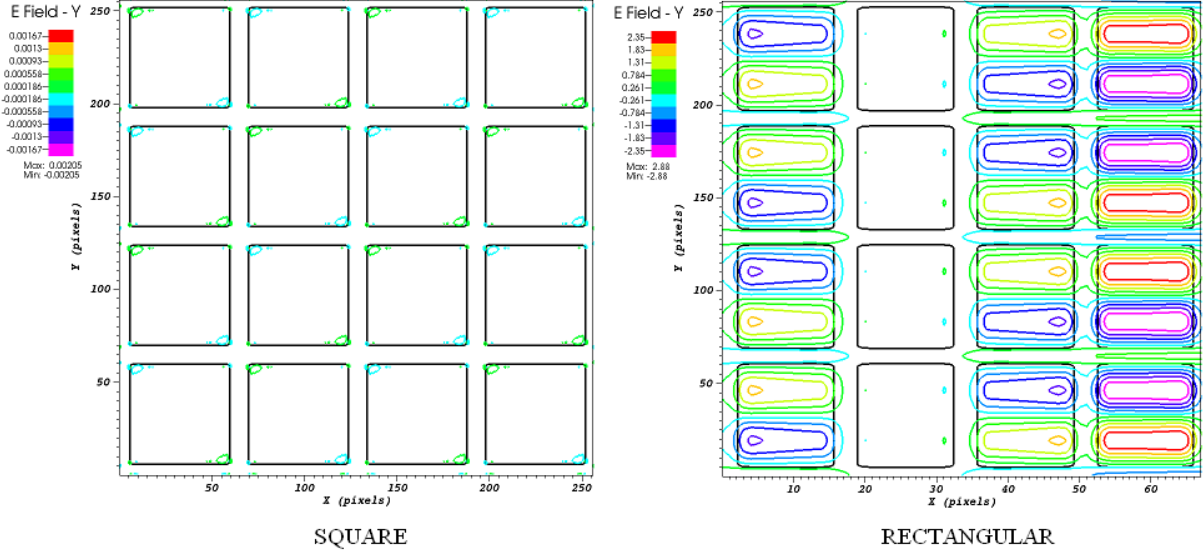 E Field - Y
0.00167
0.0013
0.00093
0.000558
0.000186
-0.000186
-0.000558
-0.00093
-0.0013
-0.00167
Max: 0.00205
Min: -0.00205
250
200
150
100
50
Y (pixels)
50 100 150 200 250
X (pixels)
SQUARE
E Field - Y
2.35
1.83
1.31
0.784
0.261
-0.261
-0.784
-1.31
-1.83
-2.35
Max: 2.88
Min: -2.88
250
200
150
100
50
Y (pixels)
10 20 30 40 50 60
X (pixels)
RECTANGULAR